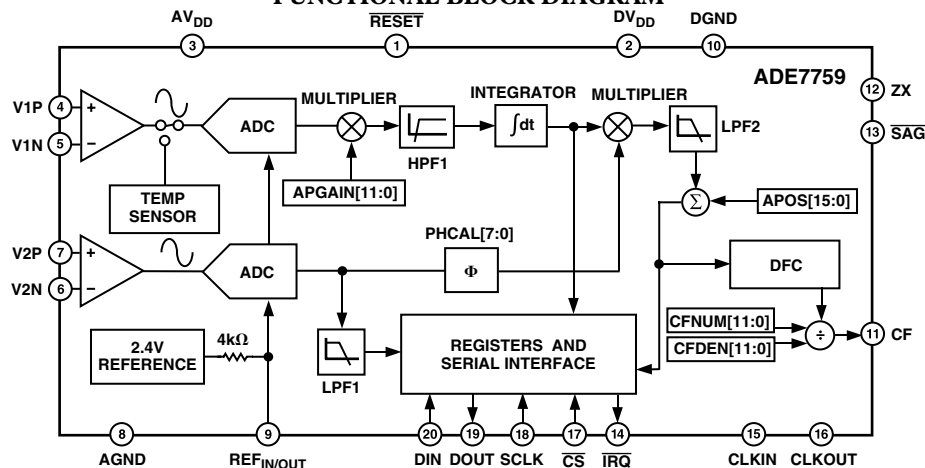 FUNCTIONAL BLOCK DIAGRAM
AVDD
RESET
DVDD
DGND
3
1
2
10
ADE7759
12
ZX
13
SAG
V1P
4
V1N
5
+
−
ADC
MULTIPLIER
HPF1
INTEGRATOR
∫dt
MULTIPLIER
LPF2
TEMP
SENSOR
APGAIN[11:0]
Σ
APOS[15:0]
V2P
7
V2N
6
+
−
ADC
PHCAL[7:0]
Φ
DFC
2.4V
REFERENCE
4kΩ
LPF1
REGISTERS AND
SERIAL INTERFACE
CFNUM[11:0]
CFDEN[11:0]
÷
11
CF
8
9
20
19
18
17
14
15
16
AGND
REFIN/OUT
DIN
DOUT
SCLK
CS
IRQ
CLKIN
CLKOUT